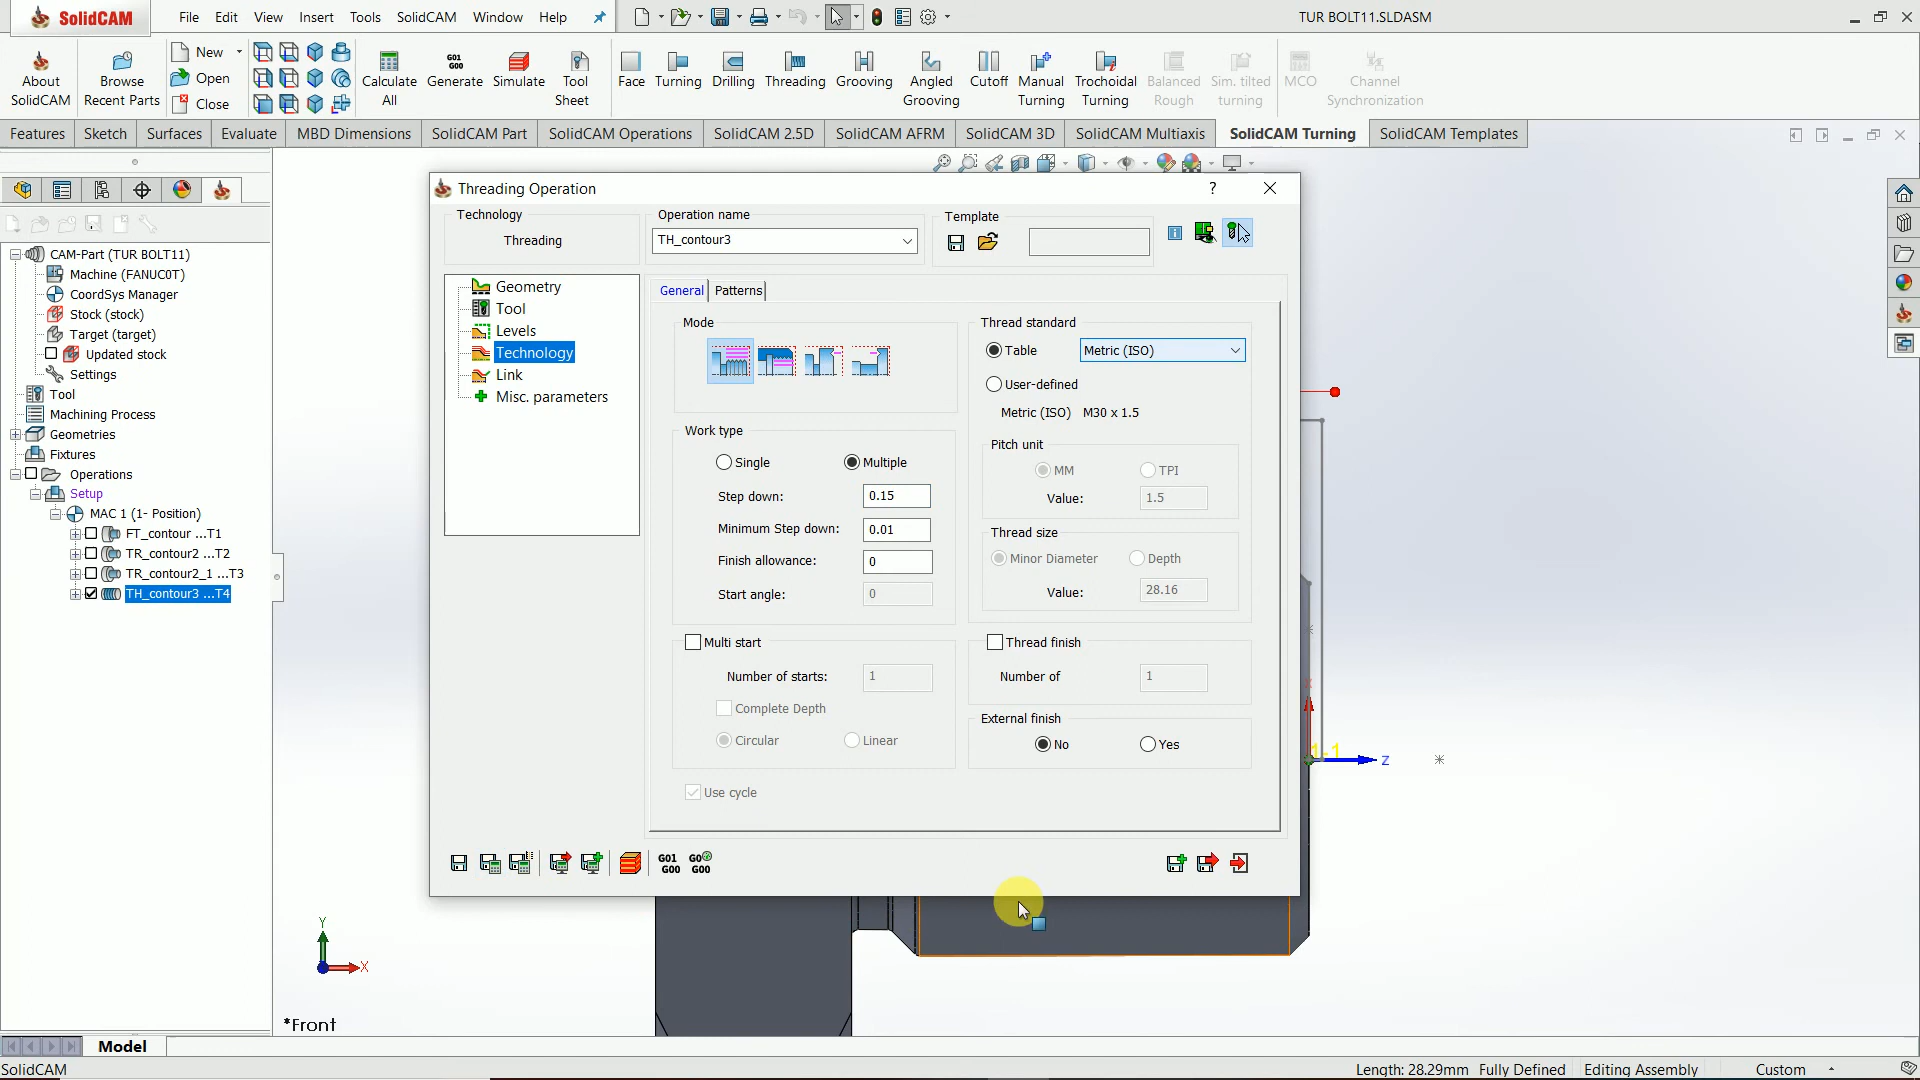 SolidCAM File Edit View Insert Tools SolidCAM Window Help TUR BOLT11.SLDASM
About SolidCAM
Browse Recent Parts
New
Open
Close
Calculate All
G01 G00 Generate
Simulate
Tool Sheet
Face
Turning
Drilling
Threading
Grooving
Angled Grooving
Cutoff
Manual Turning
Trochoidal Turning
Balanced Rough
Sim. tilted turning
MCO
Channel Synchronization
Features Sketch Surfaces Evaluate MBD Dimensions SolidCAM Part SolidCAM Operations SolidCAM 2.5D SolidCAM AFRM SolidCAM 3D SolidCAM Multiaxis SolidCAM Turning SolidCAM Templates
CAM-Part (TUR BOLT11)
Machine (FANUC0T)
CoordSys Manager
Stock (stock)
Target (target)
Updated stock
Settings
Tool
Machining Process
Geometries
Fixtures
Operations
Setup
MAC 1 (1- Position)
FT_contour ...T1
TR_contour2 ...T2
TR_contour2_1 ...T3
TH_contour3 ...T4
Threading Operation ?
Technology
Threading
Operation name
TH_contour3
Template
Geometry
Tool
Levels
Technology
Link
Misc. parameters
General Patterns
Mode
Work type
Single Multiple
Step down: 0.15
Minimum Step down: 0.01
Finish allowance: 0
Start angle: 0
Multi start
Number of starts: 1
Complete Depth
Circular Linear
Use cycle
Thread standard
Table Metric (ISO)
User-defined
Metric (ISO) M30 x 1.5
Pitch unit
MM TPI
Value: 1.5
Thread size
Minor Diameter Depth
Value: 28.16
Thread finish
Number of 1
External finish
No Yes
G01 G00
G0 G00
1-1
X
Z
Y
X
*Front
Model
SolidCAM Length: 28.29mm Fully Defined Editing Assembly Custom